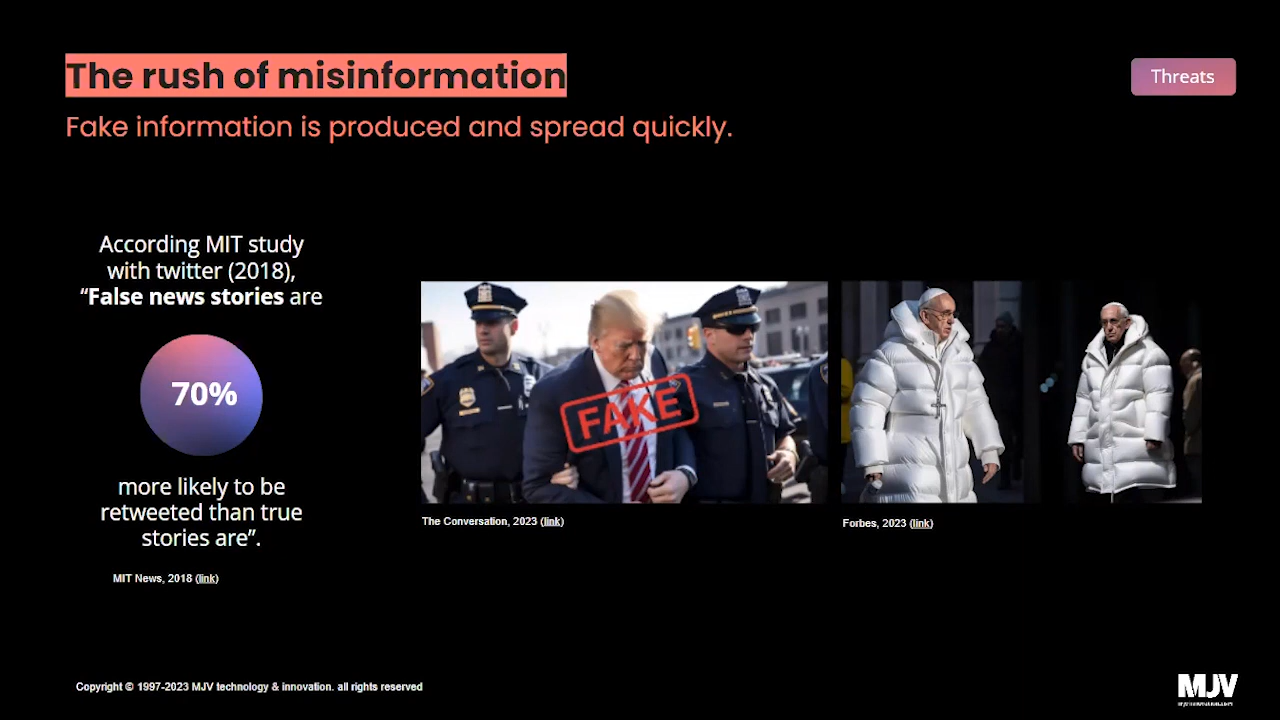 The rush of misinformation
Threats
Fake information is produced and spread quickly.
According MIT study
with twitter (2018),
“False news stories are
70%
more likely to be
retweeted than true
stories are”.
MIT News, 2018 (link)
FAKE
The Conversation, 2023 (link)
Forbes, 2023 (link)
Copyright © 1997-2023 MJV technology & innovation. all rights reserved
MJV